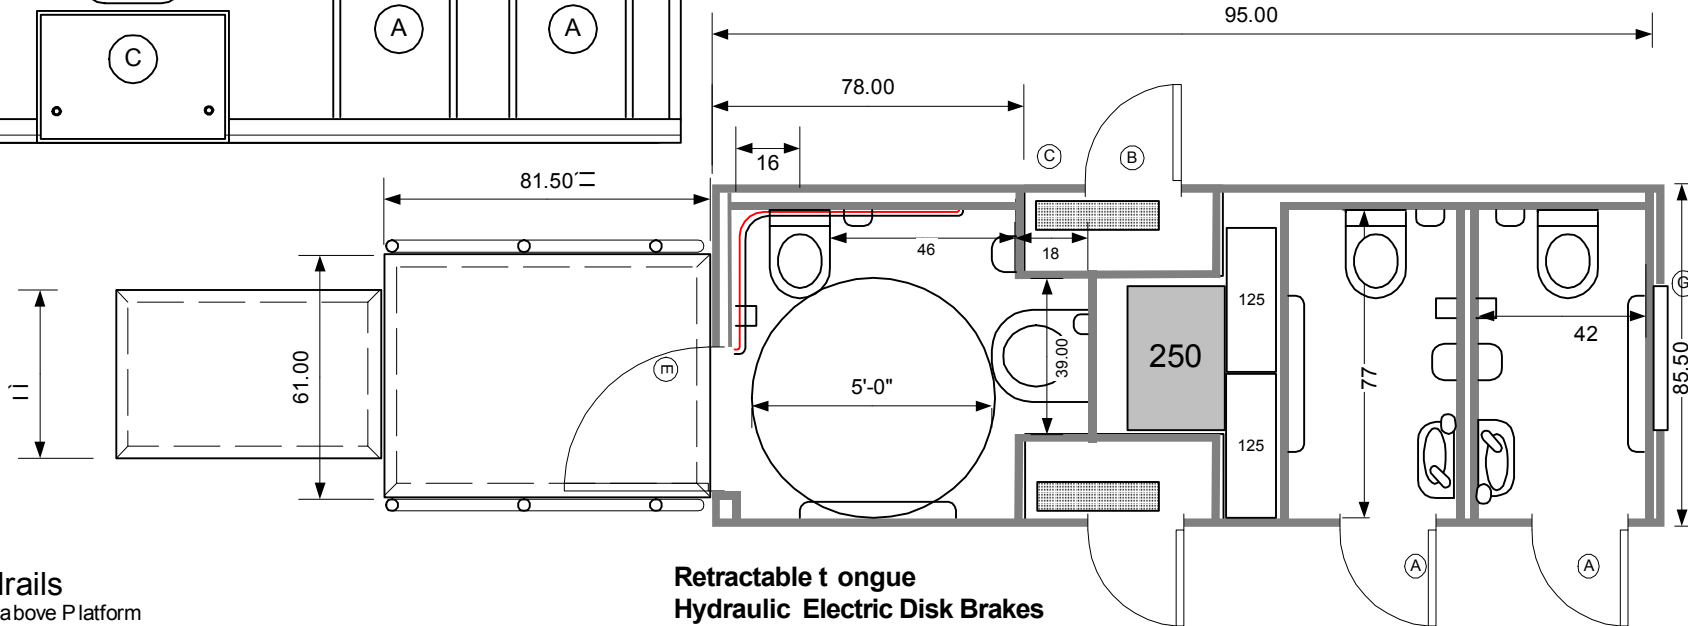 95.00
A
A
C
78.00
C
B
16
81.50"
46
18
G
125
250
39.00
42
85.50
77
61.00
E
5'-0"
125
A
A
lrails
above Platform
Retractable t ongue
Hydraulic Electric Disk Brakes